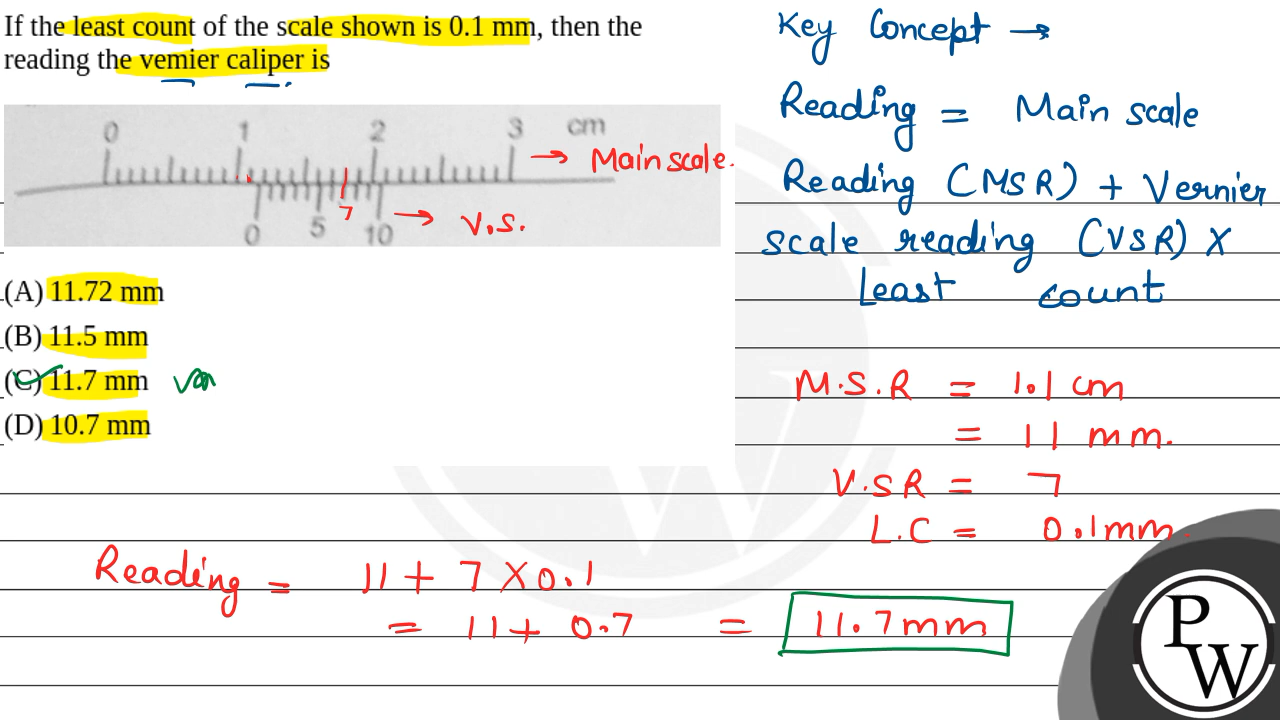 If the least count of the scale shown is 0.1 mm, then the
reading the vemier caliper is
0 1 2 3 cm
→ Main scale.
7
→ V.S.
0 5 10
(A) 11.72 mm
(B) 11.5 mm
(C) 11.7 mm
(D) 10.7 mm
Key Concept →
Reading = Main scale
Reading (MSR) + Vernier
scale reading (VSR) X
Least count
M.S.R = 1.1 cm
= 11 mm.
V.SR = 7
L.C = 0.1mm.
Reading = 11 + 7 X 0.1
= 11 + 0.7 = 11.7mm
PW